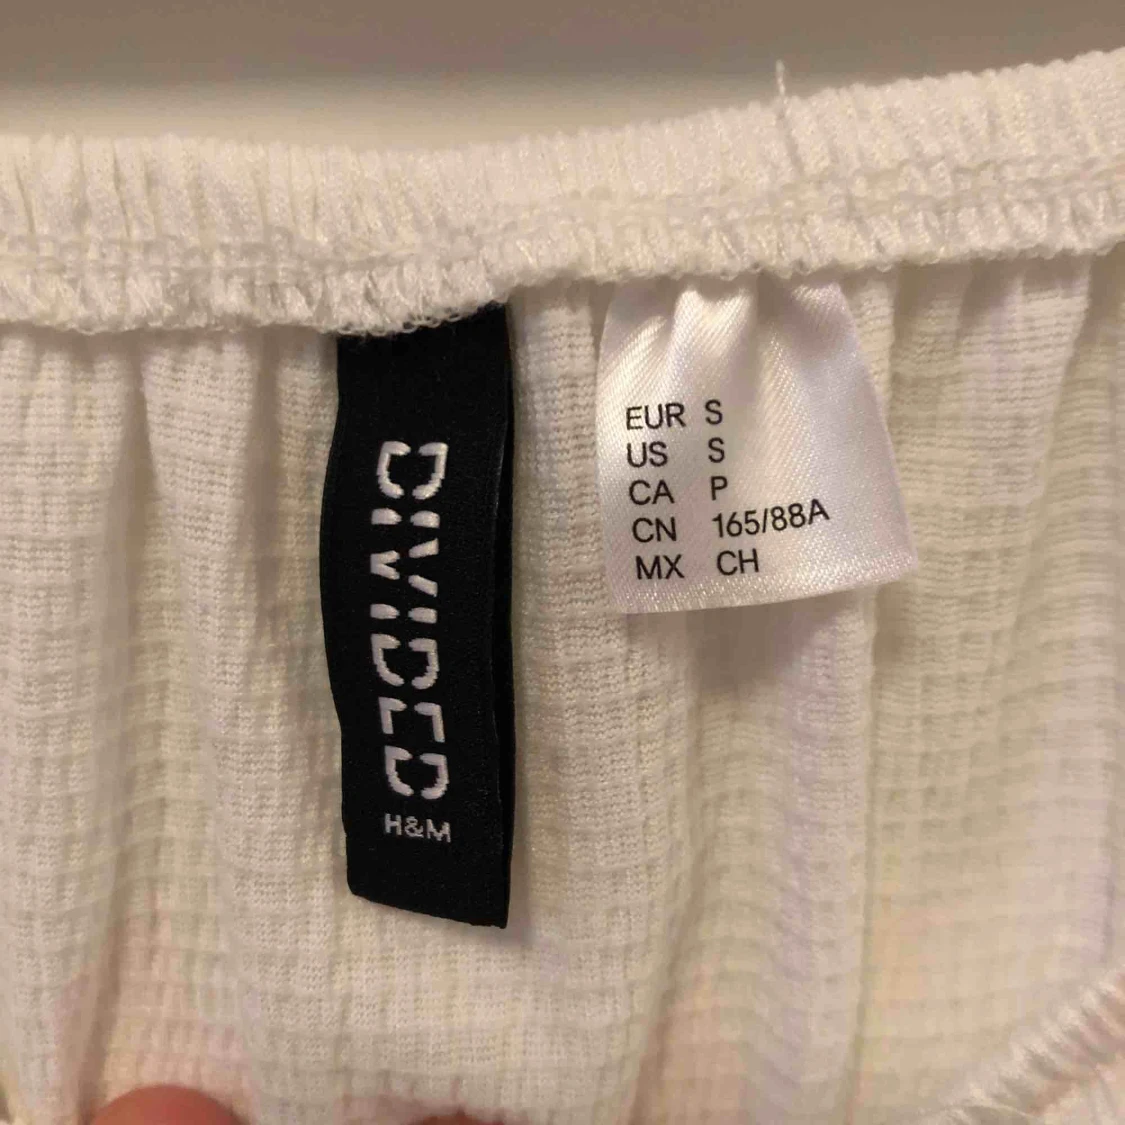 DIVIDED
H&M
EUR S
US S
CA P
CN 165/88A
MX CH